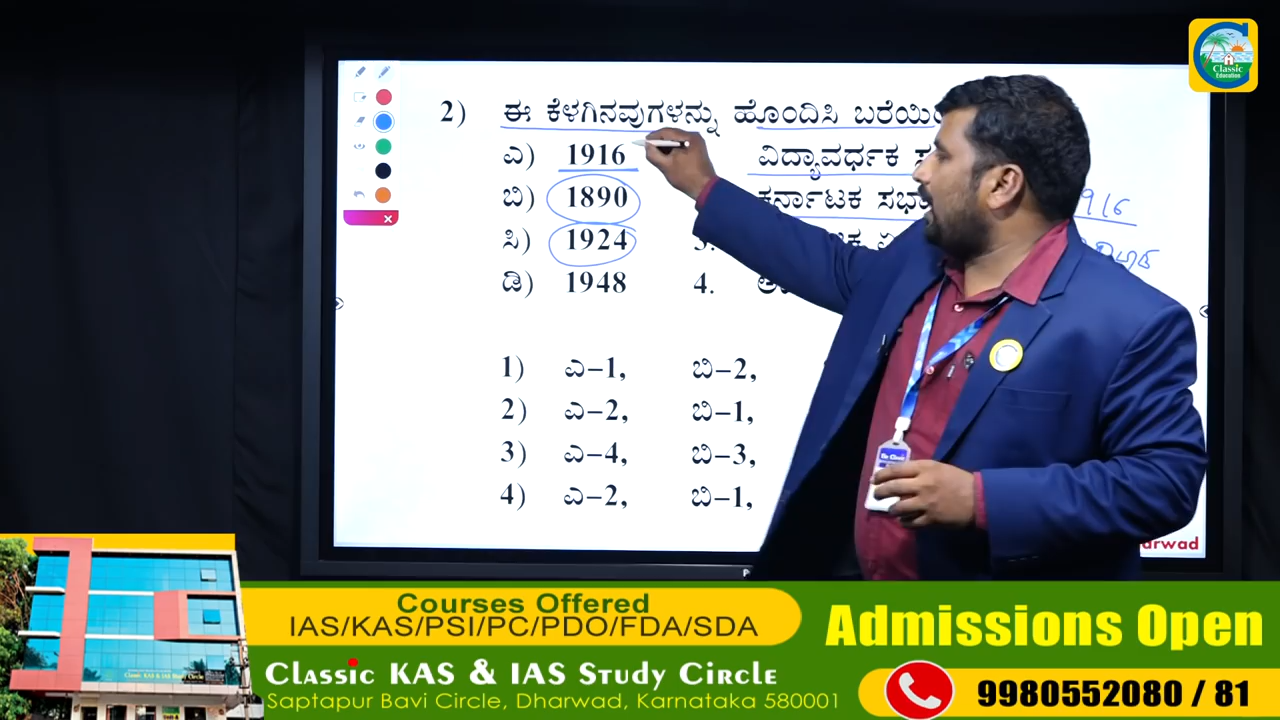 Classic
Education
2) ಈ ಕೆಳಗಿನವುಗಳನ್ನು ಹೊಂದಿಸಿ
ಎ) 1916 ವಿದ್ಯಾವರ್ಧಕ
ಬಿ) 1890 ಕರ್ನಾಟಕ
1916
ಸಿ) 1924 3.
ಡಿ) 1948 4.
1) ಎ–1, ಬಿ–2,
2) ಎ–2, ಬಿ–1,
3) ಎ–4, ಬಿ–3,
4) ಎ–2, ಬಿ–1,
Courses Offered
IAS/KAS/PSI/PC/PDO/FDA/SDA
Classic KAS & IAS Study Circle
Saptapur Bavi Circle, Dharwad, Karnataka 580001
Admissions Open
9980552080 / 81